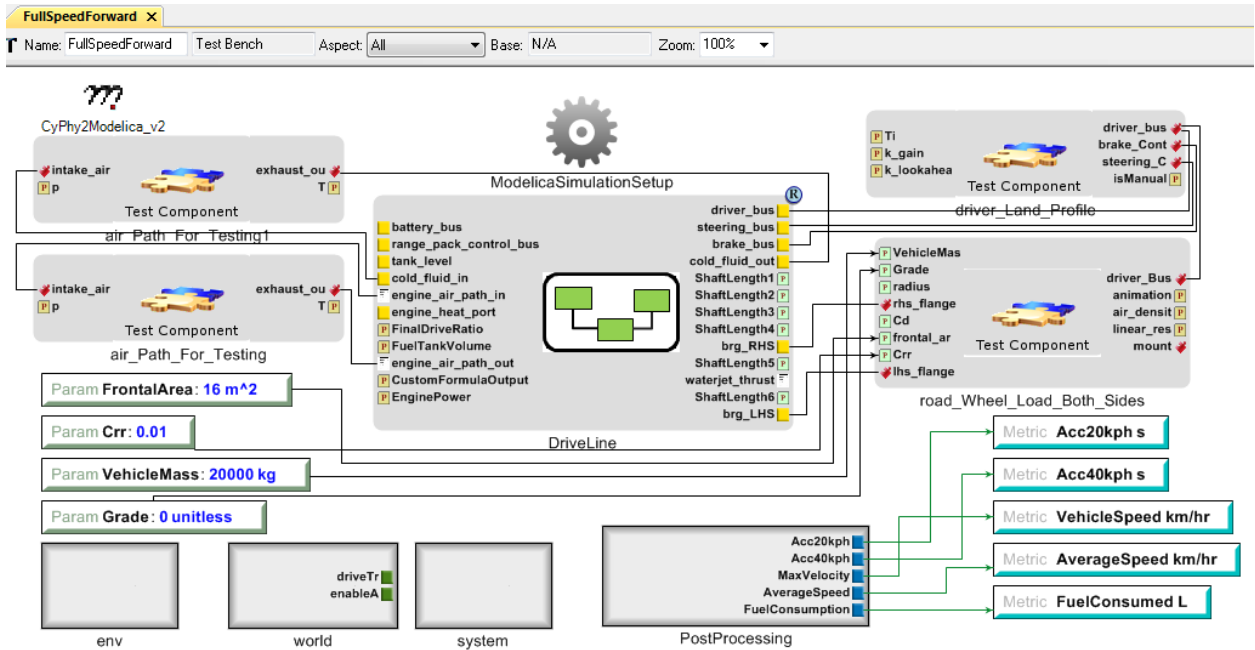 FullSpeedForward X
Name: FullSpeedForward Test Bench Aspect: All Base: N/A Zoom: 100%
???
CyPhy2Modelica_v2
intake_air
P p
exhaust_ou
T P
Test Component
air_Path_For_Testing1
intake_air
P p
exhaust_ou
T P
Test Component
air_Path_For_Testing
ModelicaSimulationSetup
R
battery_bus
range_pack_control_bus
tank_level
cold_fluid_in
engine_air_path_in
engine_heat_port
P FinalDriveRatio
P FuelTankVolume
engine_air_path_out
P CustomFormulaOutput
P EnginePower
driver_bus
steering_bus
brake_bus
cold_fluid_out
ShaftLength1 P
ShaftLength2 P
ShaftLength3 P
ShaftLength4 P
brg_RHS
ShaftLength5 P
waterjet_thrust
ShaftLength6 P
brg_LHS
DriveLine
P Ti
P k_gain
P k_lookahea
driver_bus
brake_Cont
steering_C
isManual P
Test Component
driver_Land_Profile
P VehicleMas
P Grade
P radius
rhs_flange
P Cd
P frontal_ar
P Crr
lhs_flange
driver_Bus
animation P
air_densit P
linear_res P
mount
Test Component
road_Wheel_Load_Both_Sides
Param FrontalArea: 16 m^2
Param Crr: 0.01
Param VehicleMass: 20000 kg
Param Grade: 0 unitless
env
driveTr
enableA
world
system
Acc20kph
Acc40kph
MaxVelocity
AverageSpeed
FuelConsumption
PostProcessing
Metric Acc20kph s
Metric Acc40kph s
Metric VehicleSpeed km/hr
Metric AverageSpeed km/hr
Metric FuelConsumed L